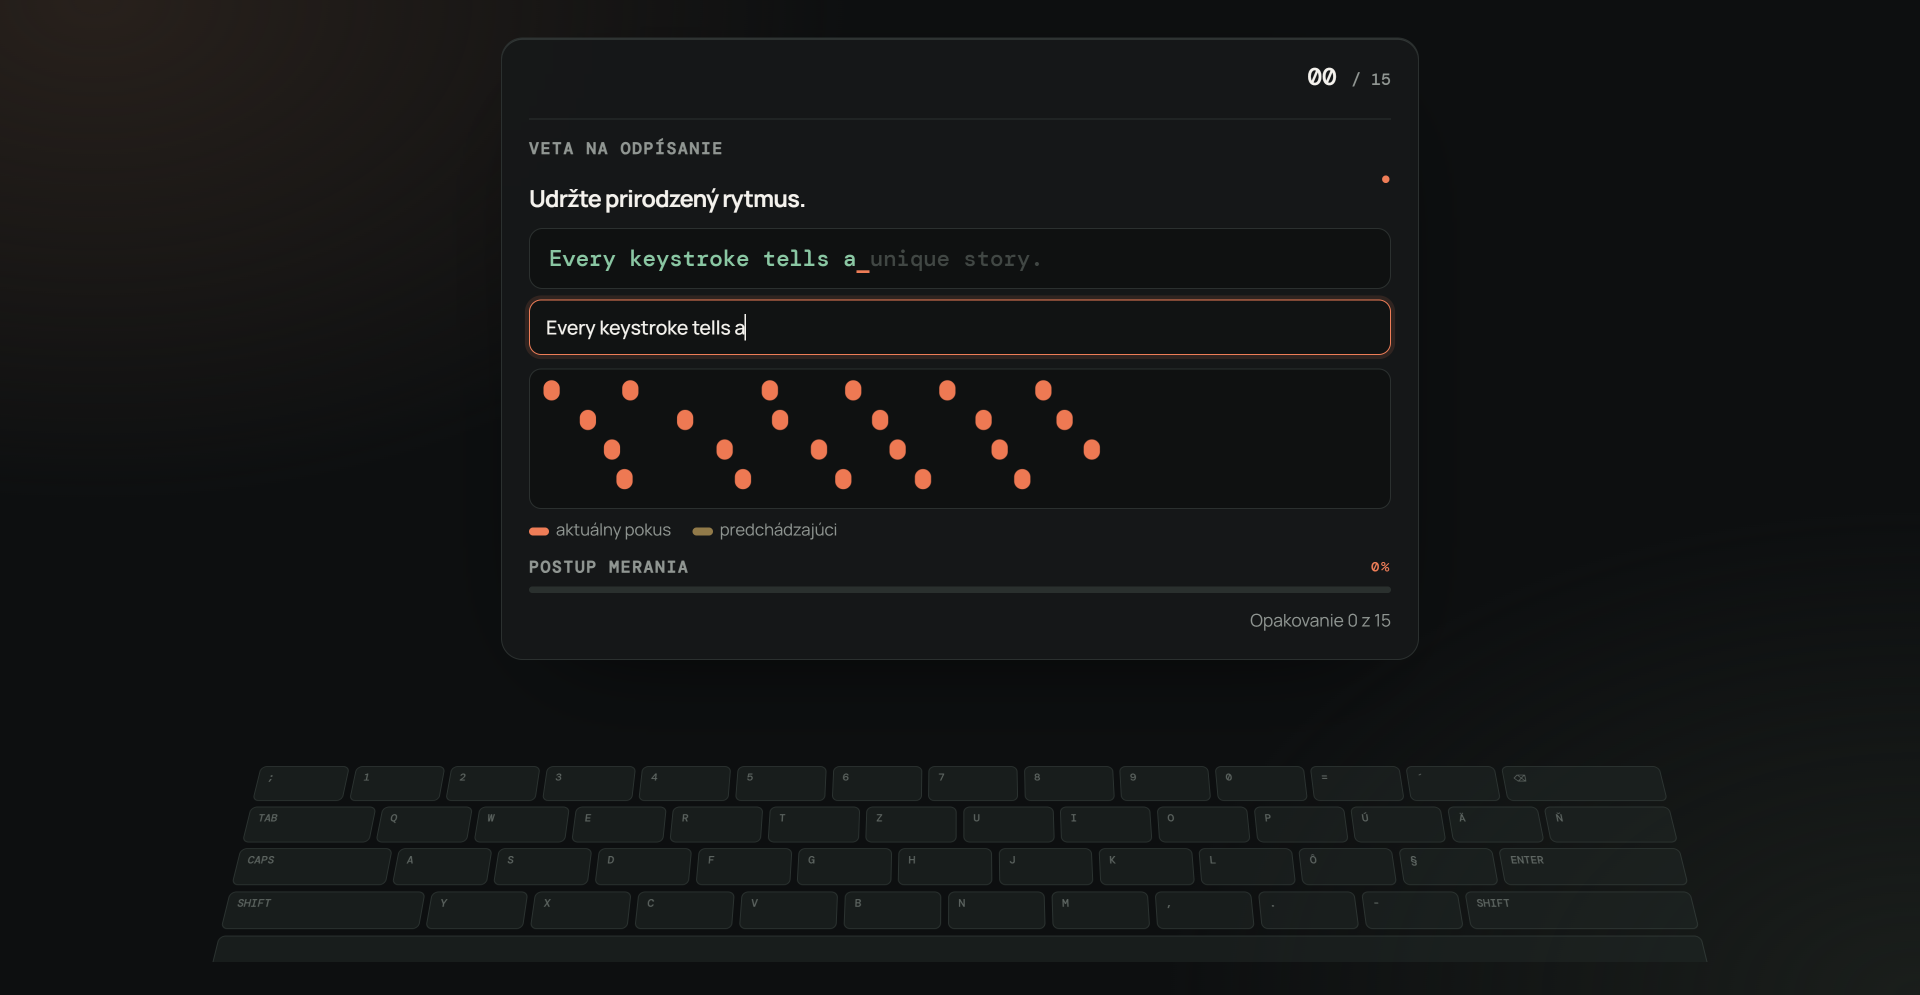 00 / 15
VETA NA ODPÍSANIE
Udržte prirodzený rytmus.
Every keystroke tells a_unique story.
Every keystroke tells a
aktuálny pokus predchádzajúci
POSTUP MERANIA 0%
Opakovanie 0 z 15
; 1 2 3 4 5 6 7 8 9 0 = ´ ⌫
TAB Q W E R T Z U I O P Ú Ä Ň
CAPS A S D F G H J K L Ô § ENTER
SHIFT Y X C V B N M , . - SHIFT